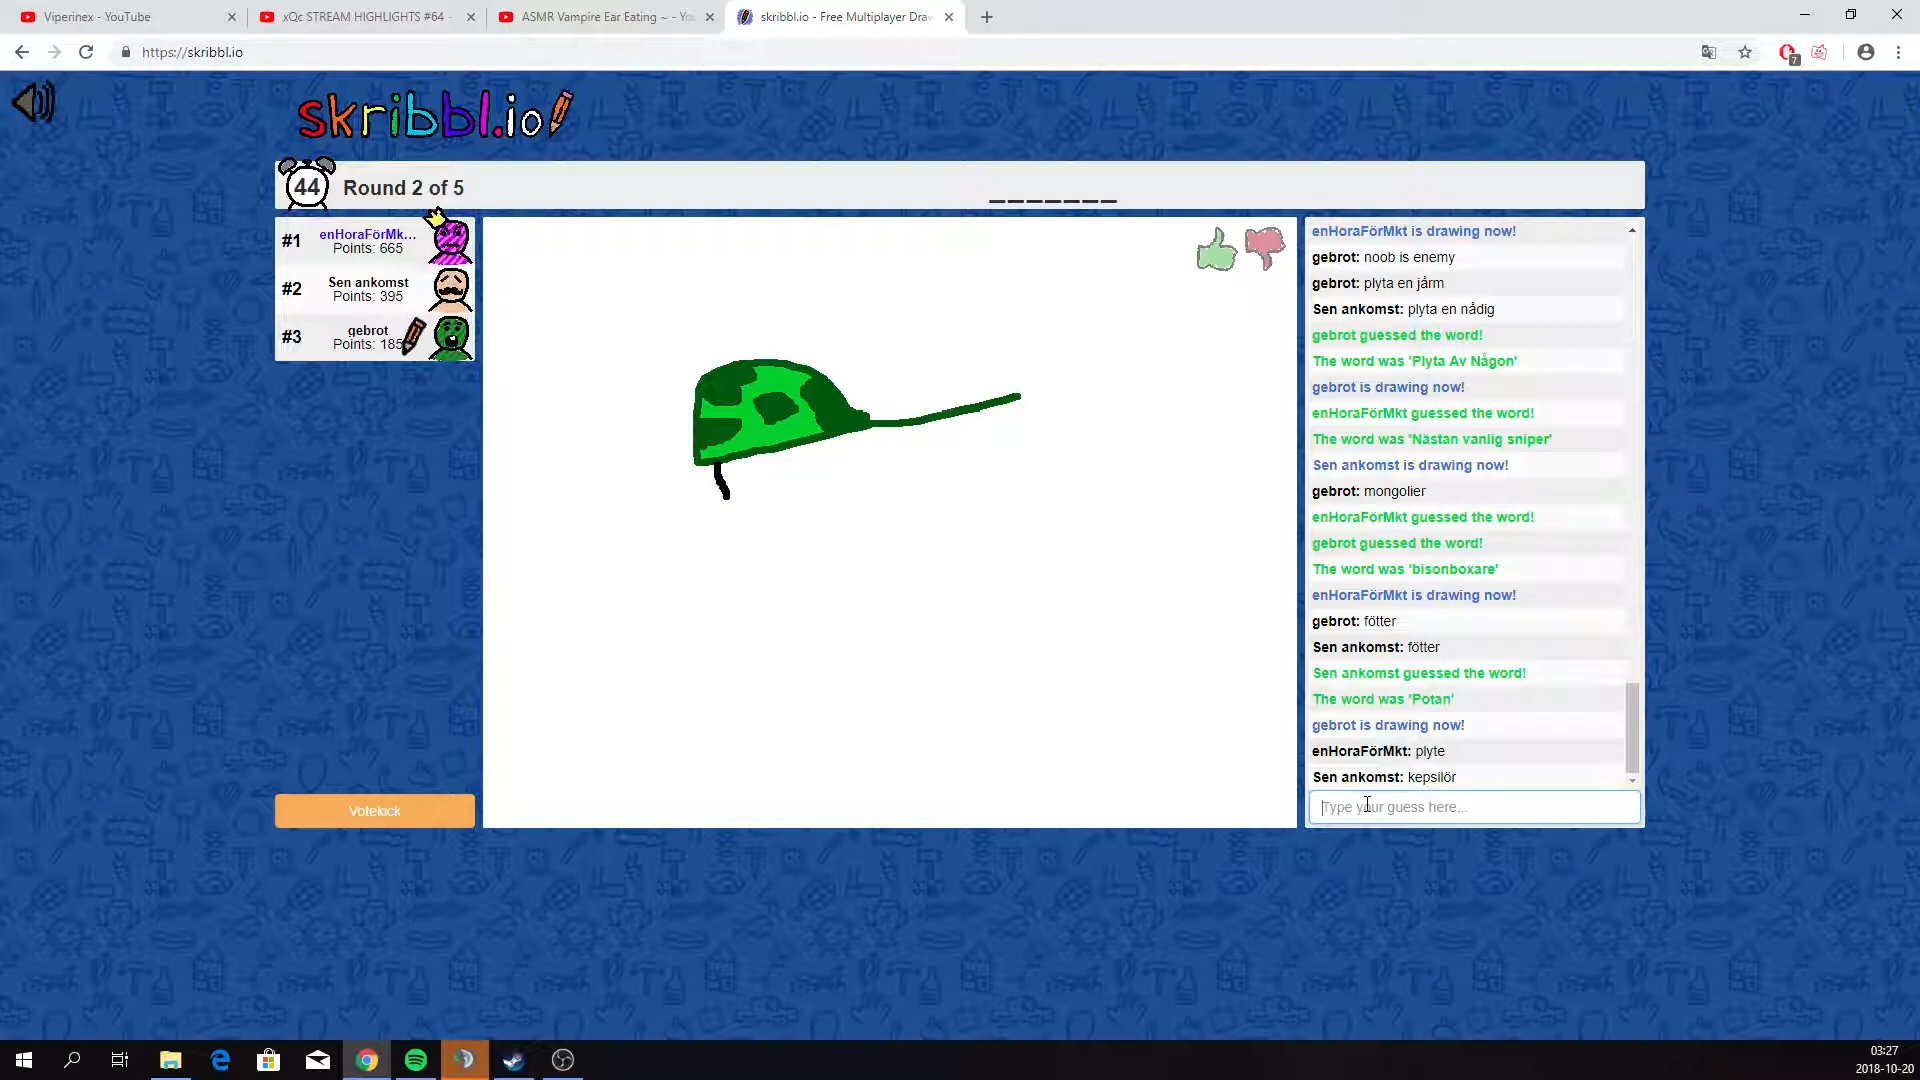 Viperinex - YouTube
xQc STREAM HIGHLIGHTS #64 -
ASMR Vampire Ear Eating ~ - Yo
skribbl.io - Free Multiplayer Draw
https://skribbl.io
7
skribbl.io
44
Round 2 of 5
_______
#1
enHoraFörMk...
Points: 665
#2
Sen ankomst
Points: 395
#3
gebrot
Points: 185
Votekick
enHoraFörMkt is drawing now!
gebrot: noob is enemy
gebrot: plyta en jårm
Sen ankomst: plyta en nådig
gebrot guessed the word!
The word was 'Plyta Av Någon'
gebrot is drawing now!
enHoraFörMkt guessed the word!
The word was 'Nästan vanlig sniper'
Sen ankomst is drawing now!
gebrot: mongolier
enHoraFörMkt guessed the word!
gebrot guessed the word!
The word was 'bisonboxare'
enHoraFörMkt is drawing now!
gebrot: fötter
Sen ankomst: fötter
Sen ankomst guessed the word!
The word was 'Potan'
gebrot is drawing now!
enHoraFörMkt: plyte
Sen ankomst: kepsilör
Type your guess here...
03:27
2018-10-20